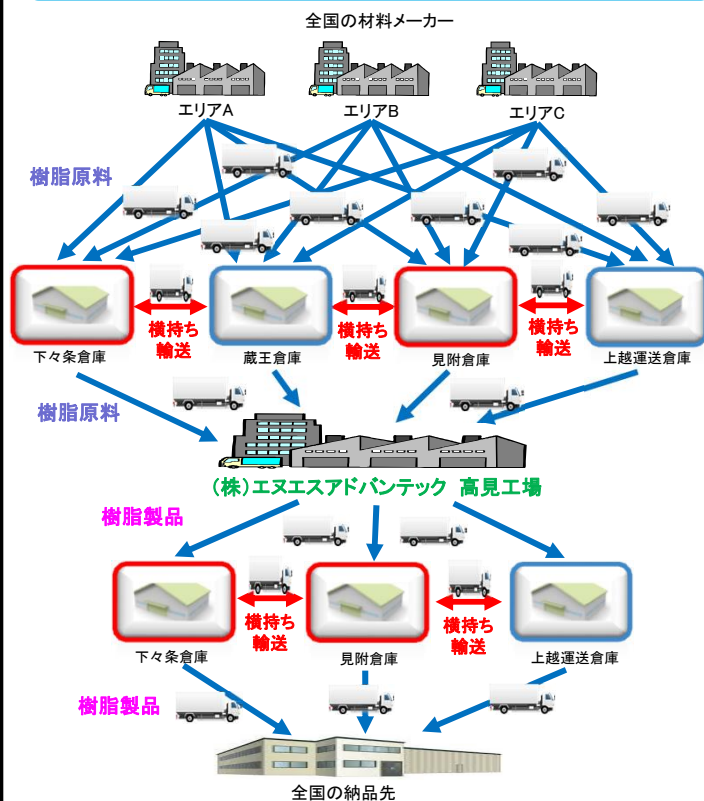 全国の材料メーカー
エリアA
エリアB
エリアC
樹脂原料
横持ち
輸送
横持ち
輸送
横持ち
輸送
下々条倉庫
蔵王倉庫
見附倉庫
上越運送倉庫
樹脂原料
(株)エヌエスアドバンテック 高見工場
樹脂製品
横持ち
輸送
横持ち
輸送
下々条倉庫
見附倉庫
上越運送倉庫
樹脂製品
全国の納品先